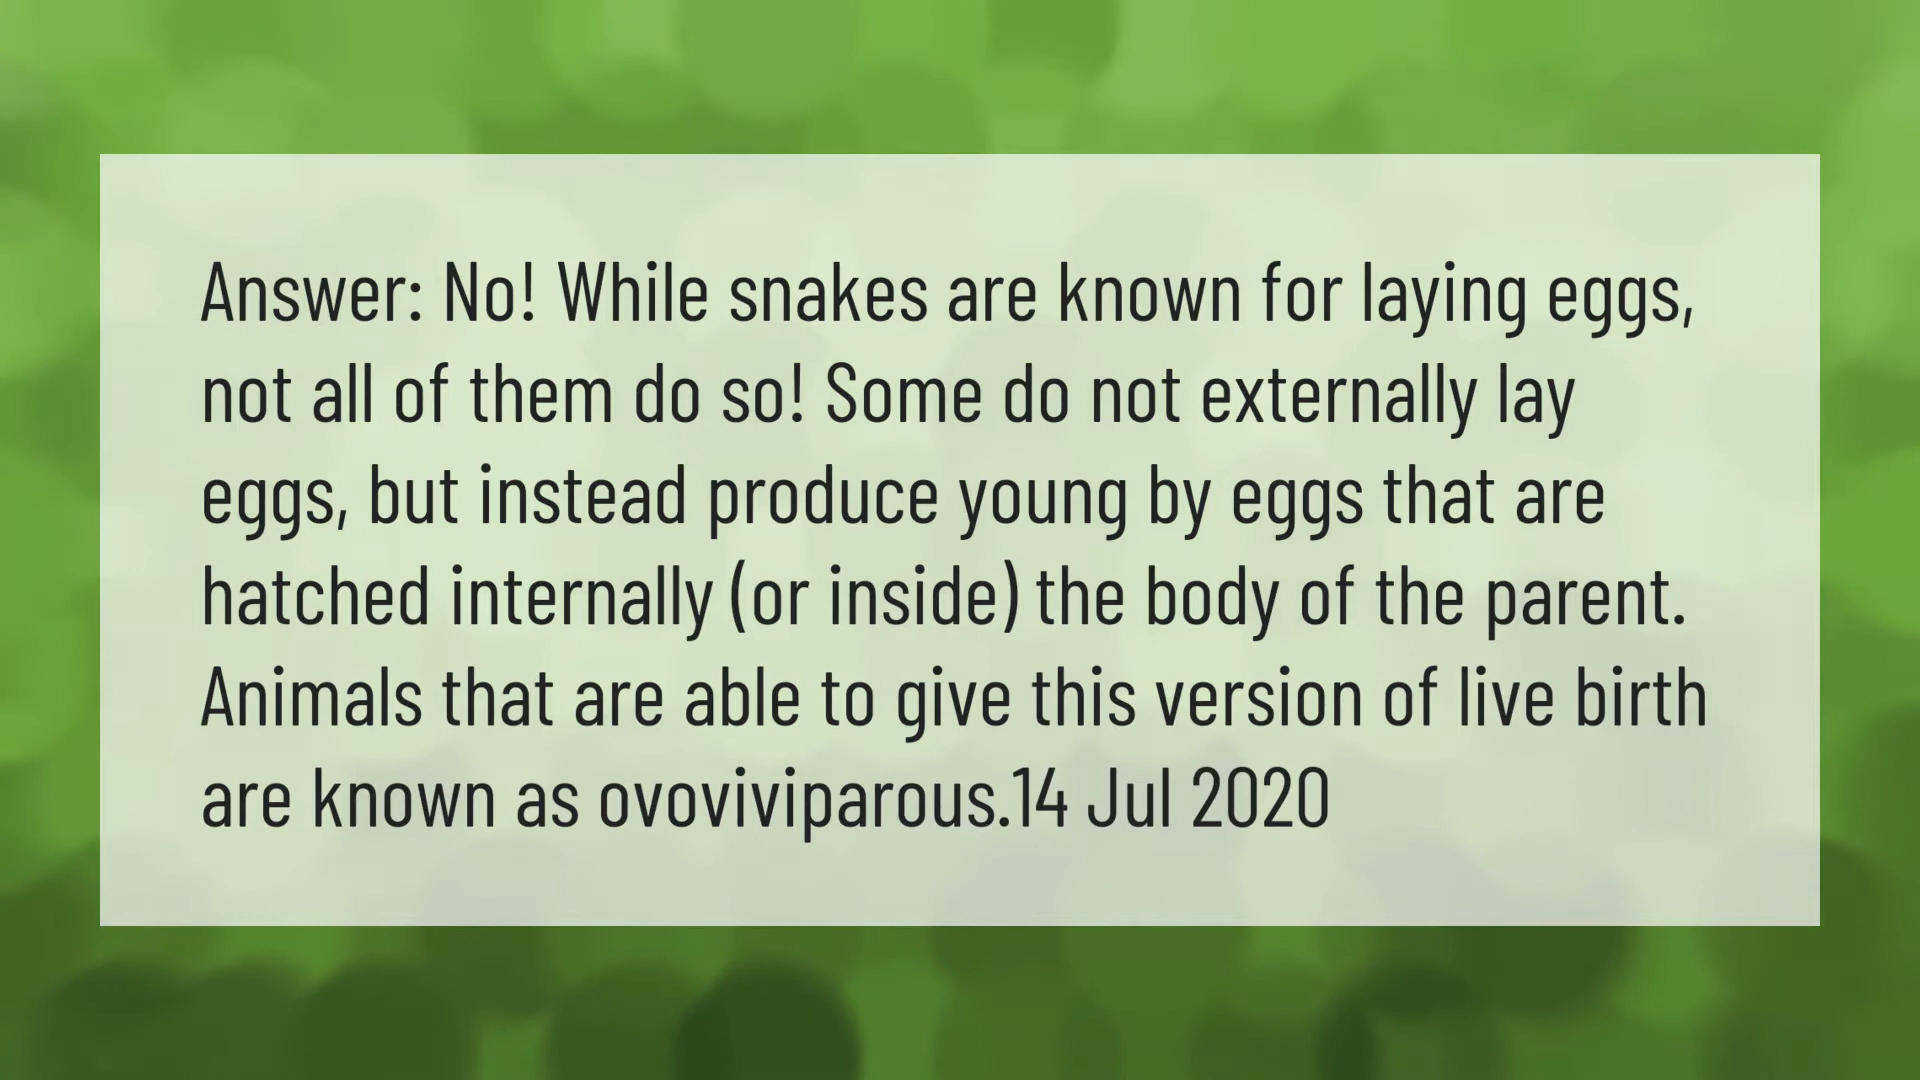 Answer: No! While snakes are known for laying eggs,
not all of them do so! Some do not externally lay
eggs, but instead produce young by eggs that are
hatched internally (or inside) the body of the parent.
Animals that are able to give this version of live birth
are known as ovoviviparous.14 Jul 2020